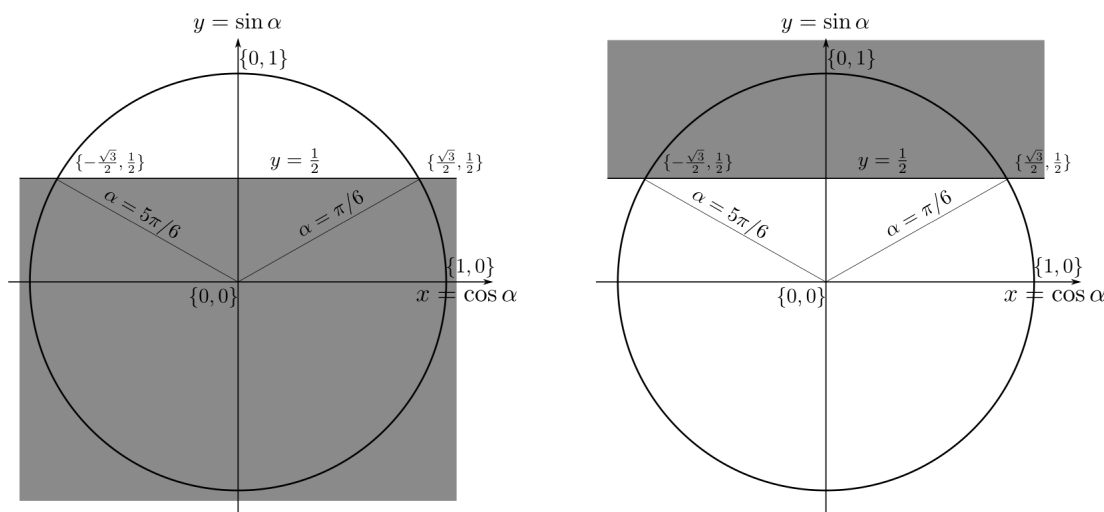 y = sin α
{0, 1}
{-√3/2, 1/2}
y = 1/2
{√3/2, 1/2}
α = 5π/6
α = π/6
{1, 0}
{0, 0}
x = cos α
y = sin α
{0, 1}
{-√3/2, 1/2}
y = 1/2
{√3/2, 1/2}
α = 5π/6
α = π/6
{1, 0}
{0, 0}
x = cos α